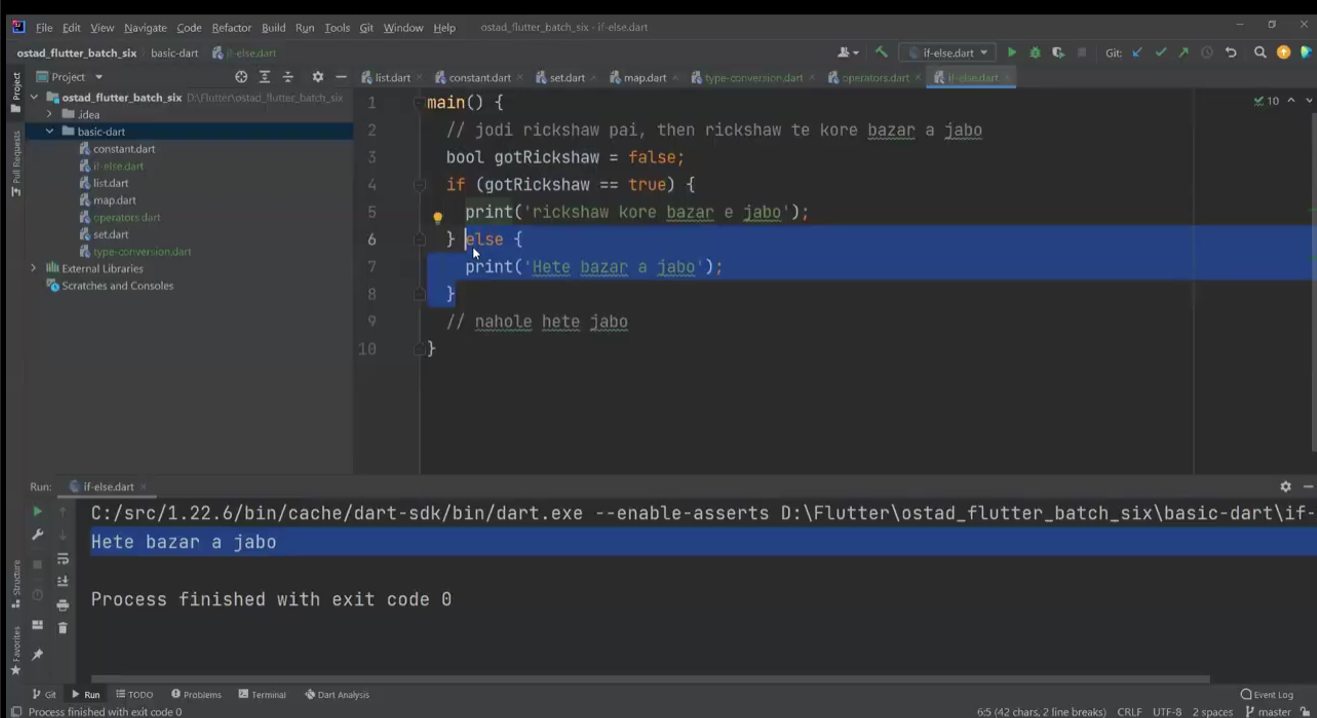 File Edit View Navigate Code Refactor Build Run Tools Git Window Help ostad_flutter_batch_six - if-else.dart
ostad_flutter_batch_six basic-dart if-else.dart if-else.dart Git:
Project list.dart constant.dart set.dart map.dart type-conversion.dart operators.dart if-else.dart
Project
Pull Requests
ostad_flutter_batch_six D:\Flutter\ostad_flutter_batch_six
.idea
basic-dart
constant.dart
if-else.dart
list.dart
map.dart
operators.dart
set.dart
type-conversion.dart
External Libraries
Scratches and Consoles
10
1 main() {
2 // jodi rickshaw pai, then rickshaw te kore bazar a jabo
3 bool gotRickshaw = false;
4 if (gotRickshaw == true) {
5 print('rickshaw kore bazar e jabo');
6 } else {
7 print('Hete bazar a jabo');
8 }
9 // nahole hete jabo
10 }
Run: if-else.dart
C:/src/1.22.6/bin/cache/dart-sdk/bin/dart.exe --enable-asserts D:\Flutter\ostad_flutter_batch_six\basic-dart\if-
Hete bazar a jabo
Process finished with exit code 0
Structure
Favorites
Git Run TODO Problems Terminal Dart Analysis Event Log
Process finished with exit code 0 6:5 (42 chars, 2 line breaks) CRLF UTF-8 2 spaces master